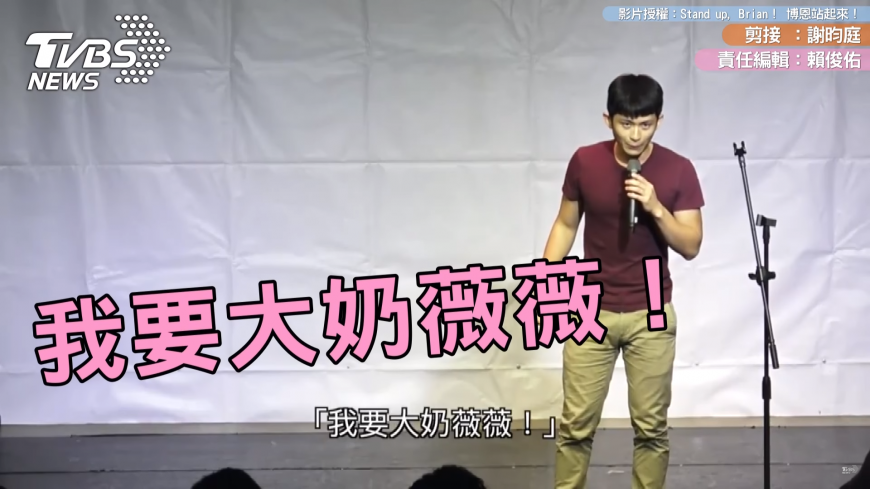 影片授權：Stand up, Brian！ 博恩站起來！
TVBS
NEWS
剪接 ：謝昀庭
責任編輯：賴俊佑
我要大奶薇薇！
「我要大奶薇薇！」
TVBS